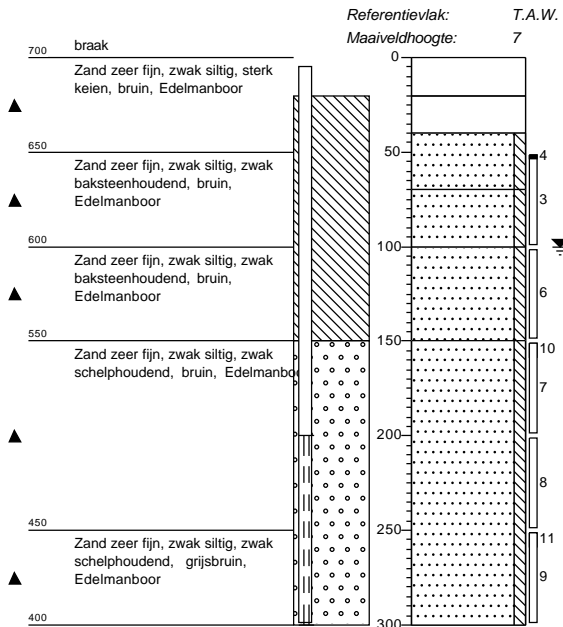 Referentievlak: T.A.W.
Maaiveldhoogte: 7
700 braak 0
Zand zeer fijn, zwak siltig, sterk
keien, bruin, Edelmanboor
650 50 4
Zand zeer fijn, zwak siltig, zwak
baksteenhoudend, bruin,
Edelmanboor
3
600 100
Zand zeer fijn, zwak siltig, zwak
baksteenhoudend, bruin,
Edelmanboor
6
550 150 10
Zand zeer fijn, zwak siltig, zwak
schelphoudend, bruin, Edelmanboo
7
200
8
450 250 11
Zand zeer fijn, zwak siltig, zwak
schelphoudend, grijsbruin,
Edelmanboor
9
400 300